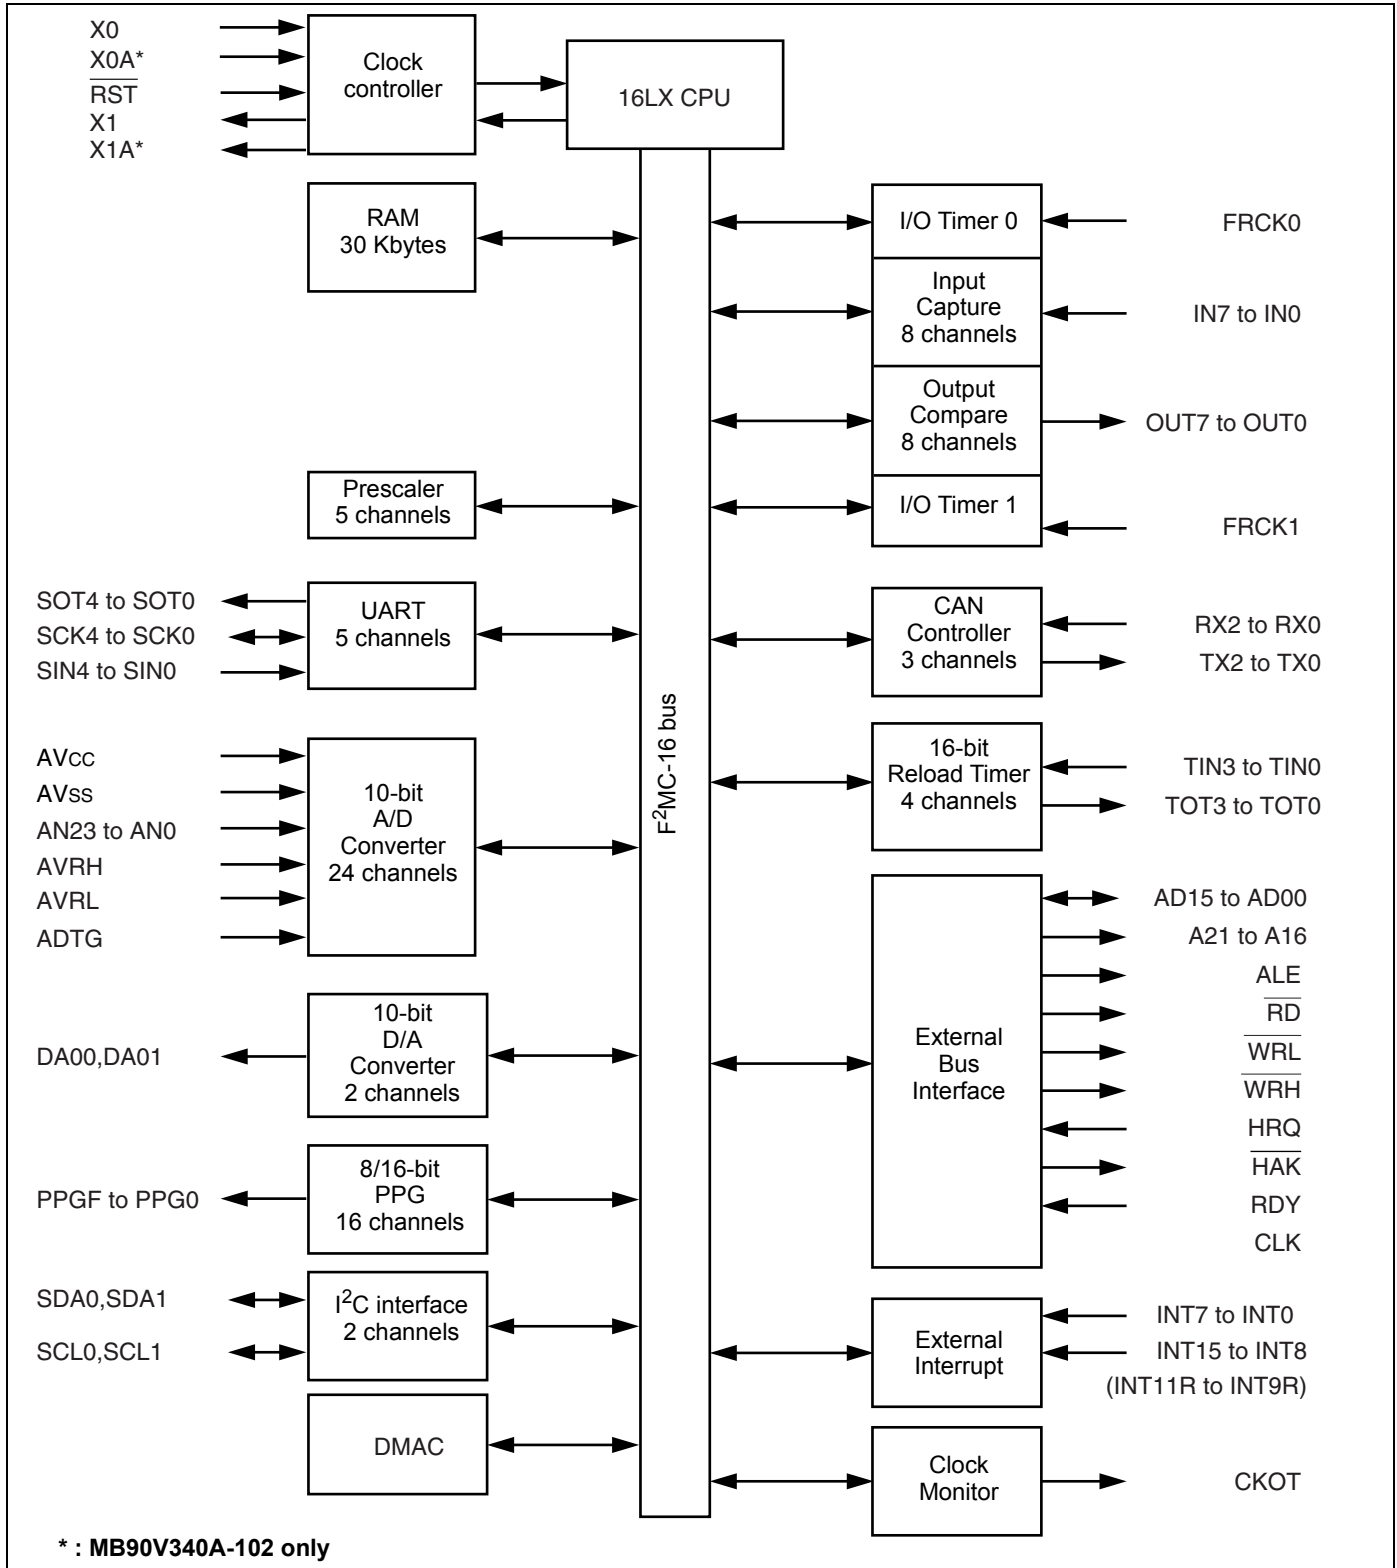 X0
X0A*
RST
X1
X1A*
Clock
controller
16LX CPU
RAM
30 Kbytes
I/O Timer 0
FRCK0
Input
Capture
8 channels
IN7 to IN0
Output
Compare
8 channels
OUT7 to OUT0
Prescaler
5 channels
I/O Timer 1
FRCK1
SOT4 to SOT0
SCK4 to SCK0
SIN4 to SIN0
UART
5 channels
CAN
Controller
3 channels
RX2 to RX0
TX2 to TX0
F2MC-16 bus
AVCC
AVSS
AN23 to AN0
AVRH
AVRL
ADTG
10-bit
A/D
Converter
24 channels
16-bit
Reload Timer
4 channels
TIN3 to TIN0
TOT3 to TOT0
External
Bus
Interface
AD15 to AD00
A21 to A16
ALE
RD
WRL
WRH
HRQ
HAK
RDY
CLK
DA00,DA01
10-bit
D/A
Converter
2 channels
PPGF to PPG0
8/16-bit
PPG
16 channels
SDA0,SDA1
SCL0,SCL1
I2C interface
2 channels
External
Interrupt
INT7 to INT0
INT15 to INT8
(INT11R to INT9R)
DMAC
Clock
Monitor
CKOT
* : MB90V340A-102 only